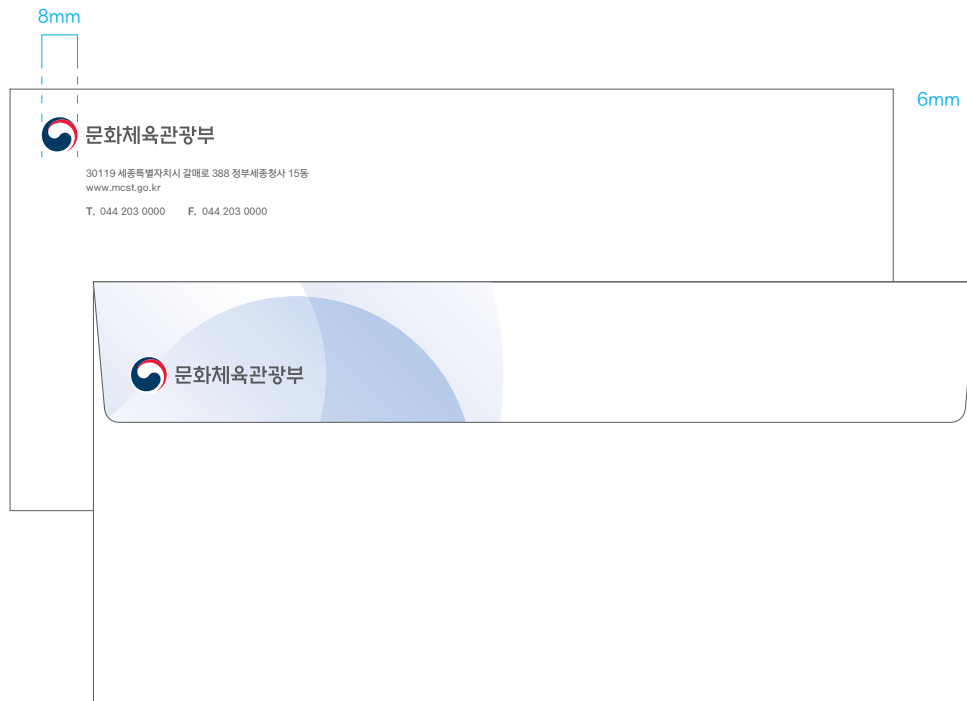 8mm
6mm
문화체육관광부
30119 세종특별자치시 갈매로 388 정부세종청사 15동
www.mcst.go.kr
T. 044 203 0000 F. 044 203 0000
문화체육관광부